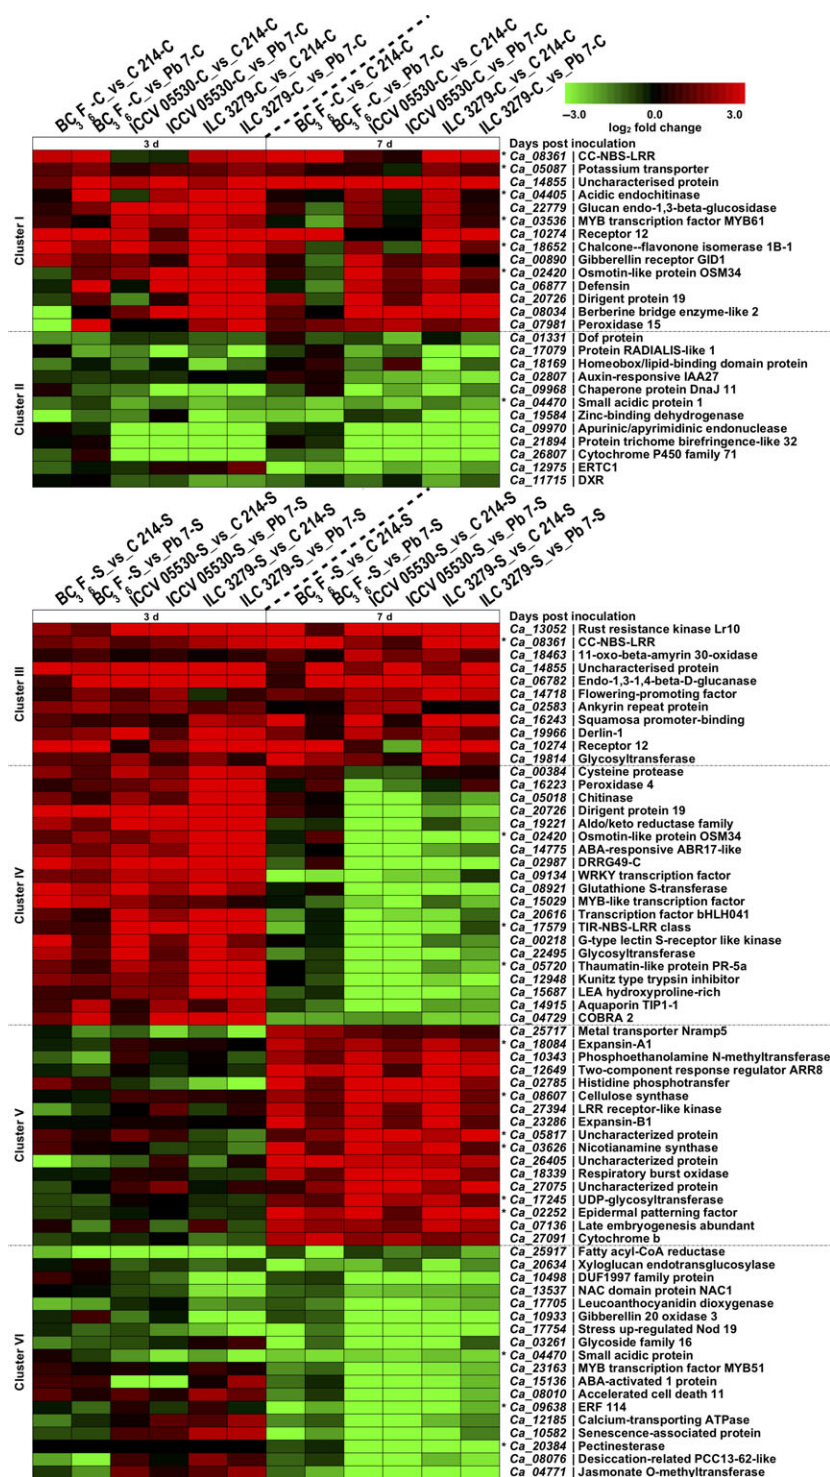 BC3F6-C_vs_C 214-C
BC3F6-C_vs_Pb 7-C
ICCV 05530-C_vs_C 214-C
ICCV 05530-C_vs_Pb 7-C
ILC 3279-C_vs_C 214-C
ILC 3279-C_vs_Pb 7-C
BC3F6-C_vs_C 214-C
BC3F6-C_vs_Pb 7-C
ICCV 05530-C_vs_C 214-C
ICCV 05530-C_vs_Pb 7-C
ILC 3279-C_vs_C 214-C
ILC 3279-C_vs_Pb 7-C
−3.0 0.0 3.0
log2 fold change
3 d 7 d Days post inoculation
Cluster I
* Ca_08361 | CC-NBS-LRR
* Ca_05087 | Potassium transporter
Ca_14855 | Uncharacterised protein
* Ca_04405 | Acidic endochitinase
Ca_22779 | Glucan endo-1,3-beta-glucosidase
* Ca_03536 | MYB transcription factor MYB61
Ca_10274 | Receptor 12
* Ca_18652 | Chalcone--flavonone isomerase 1B-1
Ca_00890 | Gibberellin receptor GID1
* Ca_02420 | Osmotin-like protein OSM34
Ca_06877 | Defensin
Ca_20726 | Dirigent protein 19
Ca_08034 | Berberine bridge enzyme-like 2
Ca_07981 | Peroxidase 15
Cluster II
Ca_01331 | Dof protein
Ca_17079 | Protein RADIALIS-like 1
Ca_18169 | Homeobox/lipid-binding domain protein
Ca_02807 | Auxin-responsive IAA27
Ca_09968 | Chaperone protein DnaJ 11
* Ca_04470 | Small acidic protein 1
Ca_19584 | Zinc-binding dehydrogenase
Ca_09970 | Apurinic/apyrimidinic endonuclease
Ca_21894 | Protein trichome birefringence-like 32
Ca_26807 | Cytochrome P450 family 71
Ca_12975 | ERTC1
Ca_11715 | DXR
BC3F6-S_vs_C 214-S
BC3F6-S_vs_Pb 7-S
ICCV 05530-S_vs_C 214-S
ICCV 05530-S_vs_Pb 7-S
ILC 3279-S_vs_C 214-S
ILC 3279-S_vs_Pb 7-S
BC3F6-S_vs_C 214-S
BC3F6-S_vs_Pb 7-S
ICCV 05530-S_vs_C 214-S
ICCV 05530-S_vs_Pb 7-S
ILC 3279-S_vs_C 214-S
ILC 3279-S_vs_Pb 7-S
3 d 7 d Days post inoculation
Cluster III
Ca_13052 | Rust resistance kinase Lr10
* Ca_08361 | CC-NBS-LRR
Ca_18463 | 11-oxo-beta-amyrin 30-oxidase
Ca_14855 | Uncharacterised protein
Ca_06782 | Endo-1,3-1,4-beta-D-glucanase
Ca_14718 | Flowering-promoting factor
Ca_02583 | Ankyrin repeat protein
Ca_16243 | Squamosa promoter-binding
Ca_19966 | Derlin-1
Ca_10274 | Receptor 12
Ca_19814 | Glycosyltransferase
Cluster IV
Ca_00384 | Cysteine protease
Ca_16223 | Peroxidase 4
Ca_05018 | Chitinase
Ca_20726 | Dirigent protein 19
Ca_19221 | Aldo/keto reductase family
* Ca_02420 | Osmotin-like protein OSM34
Ca_14775 | ABA-responsive ABR17-like
Ca_02987 | DRRG49-C
Ca_09134 | WRKY transcription factor
Ca_08921 | Glutathione S-transferase
Ca_15029 | MYB-like transcription factor
Ca_20616 | Transcription factor bHLH041
* Ca_17579 | TIR-NBS-LRR class
Ca_00218 | G-type lectin S-receptor like kinase
Ca_22495 | Glycosyltransferase
* Ca_05720 | Thaumatin-like protein PR-5a
Ca_12948 | Kunitz type trypsin inhibitor
Ca_15687 | LEA hydroxyproline-rich
Ca_14915 | Aquaporin TIP1-1
Ca_04729 | COBRA 2
Cluster V
Ca_25717 | Metal transporter Nramp5
* Ca_18084 | Expansin-A1
Ca_10343 | Phosphoethanolamine N-methyltransferase
Ca_12649 | Two-component response regulator ARR8
Ca_02785 | Histidine phosphotransfer
* Ca_08607 | Cellulose synthase
Ca_27394 | LRR receptor-like kinase
Ca_23286 | Expansin-B1
* Ca_05817 | Uncharacterized protein
* Ca_03626 | Nicotianamine synthase
Ca_26405 | Uncharacterized protein
Ca_18339 | Respiratory burst oxidase
Ca_27075 | Uncharacterized protein
* Ca_17245 | UDP-glycosyltransferase
* Ca_02252 | Epidermal patterning factor
Ca_07136 | Late embryogenesis abundant
Ca_27091 | Cytochrome b
Cluster VI
Ca_25917 | Fatty acyl-CoA reductase
Ca_20634 | Xyloglucan endotransglucosylase
Ca_10498 | DUF1997 family protein
Ca_13537 | NAC domain protein NAC1
Ca_17705 | Leucoanthocyanidin dioxygenase
Ca_10933 | Gibberellin 20 oxidase 3
Ca_17754 | Stress up-regulated Nod 19
Ca_03261 | Glycoside family 16
* Ca_04470 | Small acidic protein
Ca_23163 | MYB transcription factor MYB51
Ca_15136 | ABA-activated 1 protein
Ca_08010 | Accelerated cell death 11
* Ca_09638 | ERF 114
Ca_12185 | Calcium-transporting ATPase
Ca_10582 | Senescence-associated protein
* Ca_20384 | Pectinesterase
Ca_08076 | Desiccation-related PCC13-62-like
Ca_04771 | Jasmonate O-methyltransferase